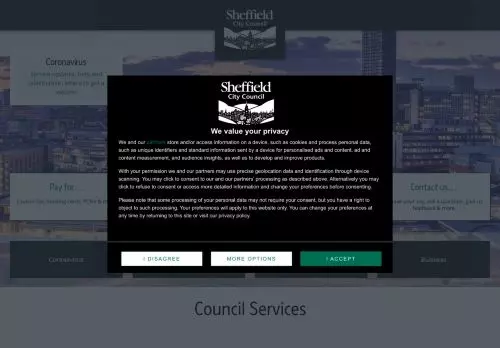 Sheffield
City Council
Coronavirus
Service updates, tests and
Sheffield
City Council
We value your privacy
We and our partners store and/or access information on a device, such as cookies and process personal data,
such as unique identifiers and standard information sent by a device for personalised ads and content, ad and
content measurement, and audience insights, as well as to develop and improve products.
With your permission we and our partners may use precise geolocation data and identification through device
scanning. You may click to consent to our and our partners' processing as described above. Alternatively you may
click to refuse to consent or access more detailed information and change your preferences before consenting.
Please note that some processing of your personal data may not require your consent, but you have a right to
object to such processing. Your preferences will apply to this website only. You can change your preferences at
any time by returning to this site or visit our privacy policy.
Pay for...
Contact us...
feedback & more
I DISAGREE
MORE OPTIONS
I ACCEPT
Coronavirus
Business
Council Services